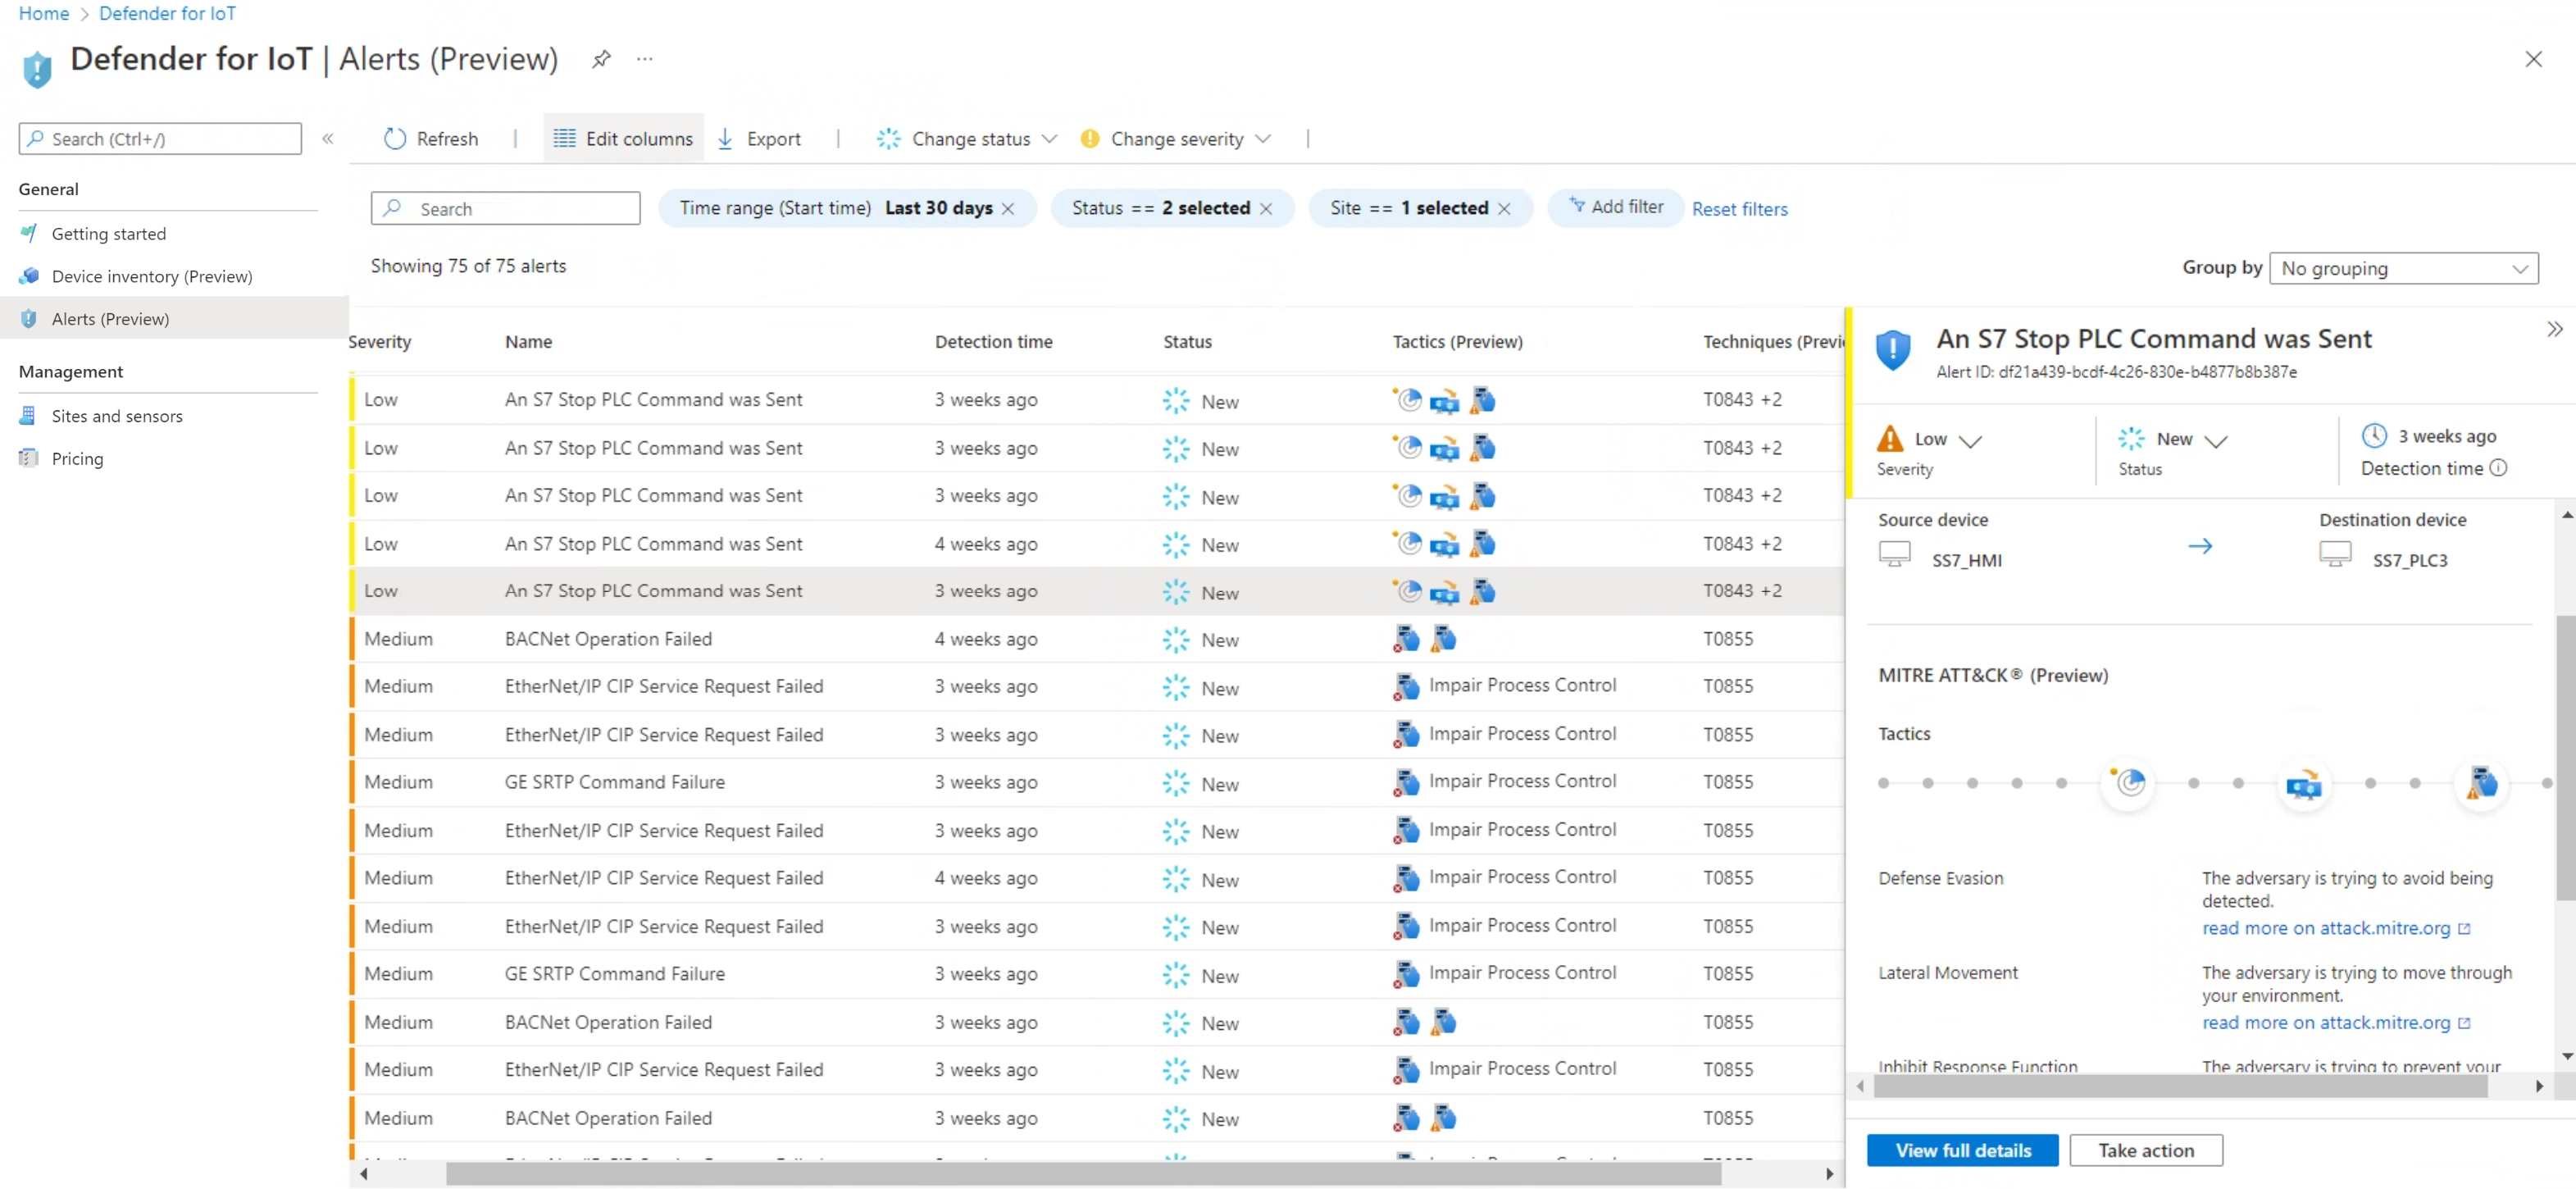 Home > Defender for IoT
Defender for IoT | Alerts (Preview) ···
Search (Ctrl+/)
General
Getting started
Device inventory (Preview)
Alerts (Preview)
Management
Sites and sensors
Pricing
Refresh | Edit columns Export | Change status Change severity |
Search Time range (Start time) Last 30 days Status == 2 selected Site == 1 selected Add filter Reset filters
Showing 75 of 75 alerts
Group by No grouping
Severity Name Detection time Status Tactics (Preview) Techniques (Previ
Low An S7 Stop PLC Command was Sent 3 weeks ago New T0843 +2
Low An S7 Stop PLC Command was Sent 3 weeks ago New T0843 +2
Low An S7 Stop PLC Command was Sent 3 weeks ago New T0843 +2
Low An S7 Stop PLC Command was Sent 4 weeks ago New T0843 +2
Low An S7 Stop PLC Command was Sent 3 weeks ago New T0843 +2
Medium BACNet Operation Failed 4 weeks ago New T0855
Medium EtherNet/IP CIP Service Request Failed 3 weeks ago New Impair Process Control T0855
Medium EtherNet/IP CIP Service Request Failed 3 weeks ago New Impair Process Control T0855
Medium GE SRTP Command Failure 3 weeks ago New Impair Process Control T0855
Medium EtherNet/IP CIP Service Request Failed 3 weeks ago New Impair Process Control T0855
Medium EtherNet/IP CIP Service Request Failed 4 weeks ago New Impair Process Control T0855
Medium EtherNet/IP CIP Service Request Failed 3 weeks ago New Impair Process Control T0855
Medium GE SRTP Command Failure 3 weeks ago New Impair Process Control T0855
Medium BACNet Operation Failed 3 weeks ago New T0855
Medium EtherNet/IP CIP Service Request Failed 3 weeks ago New Impair Process Control T0855
Medium BACNet Operation Failed 3 weeks ago New T0855
An S7 Stop PLC Command was Sent
Alert ID: df21a439-bcdf-4c26-830e-b4877b8b387e
Low New 3 weeks ago
Severity Status Detection time
Source device Destination device
SS7_HMI → SS7_PLC3
MITRE ATT&CK® (Preview)
Tactics
Defense Evasion The adversary is trying to avoid being
detected.
read more on attack.mitre.org
Lateral Movement The adversary is trying to move through
your environment.
read more on attack.mitre.org
Inhibit Response Function The adversary is trying to prevent your
View full details Take action